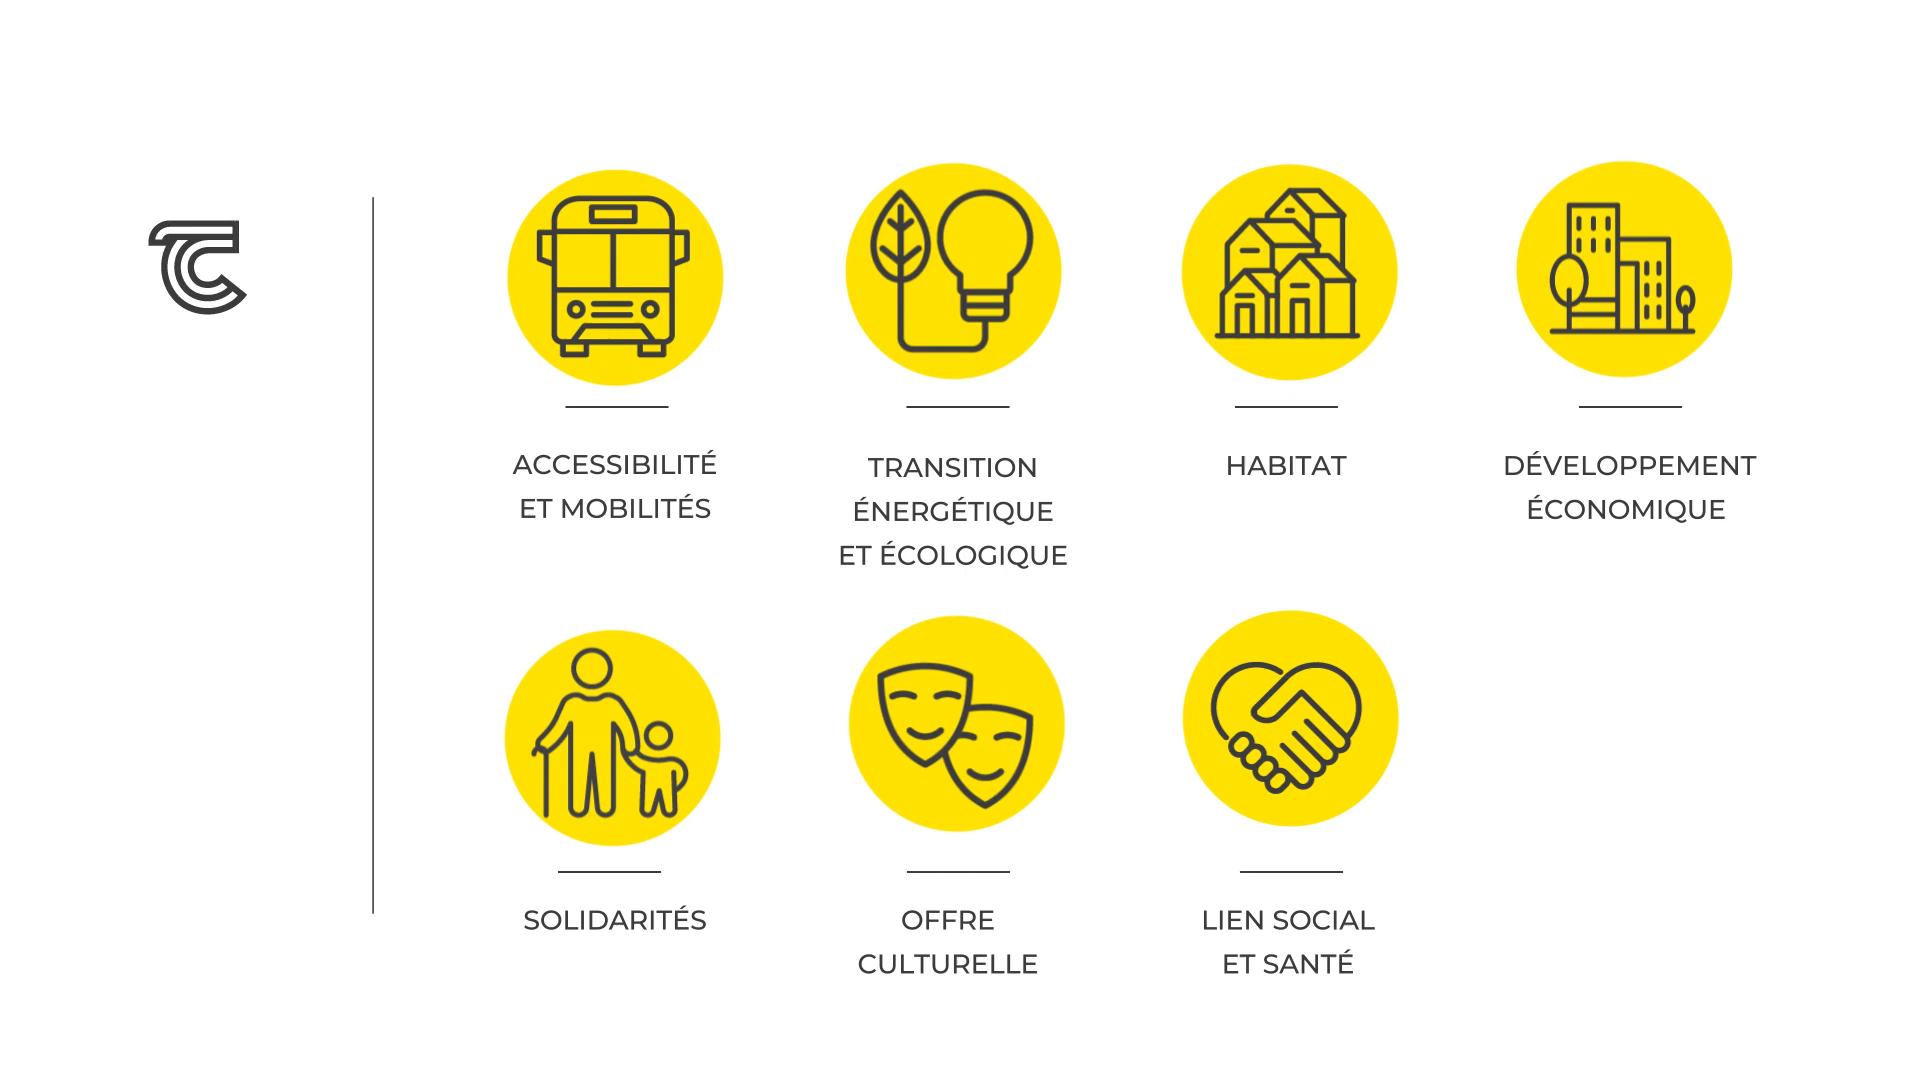 ACCESSIBILITÉ
ET MOBILITÉS
TRANSITION
ÉNERGÉTIQUE
ET ÉCOLOGIQUE
HABITAT
DÉVELOPPEMENT
ÉCONOMIQUE
SOLIDARITÉS
OFFRE
CULTURELLE
LIEN SOCIAL
ET SANTÉ